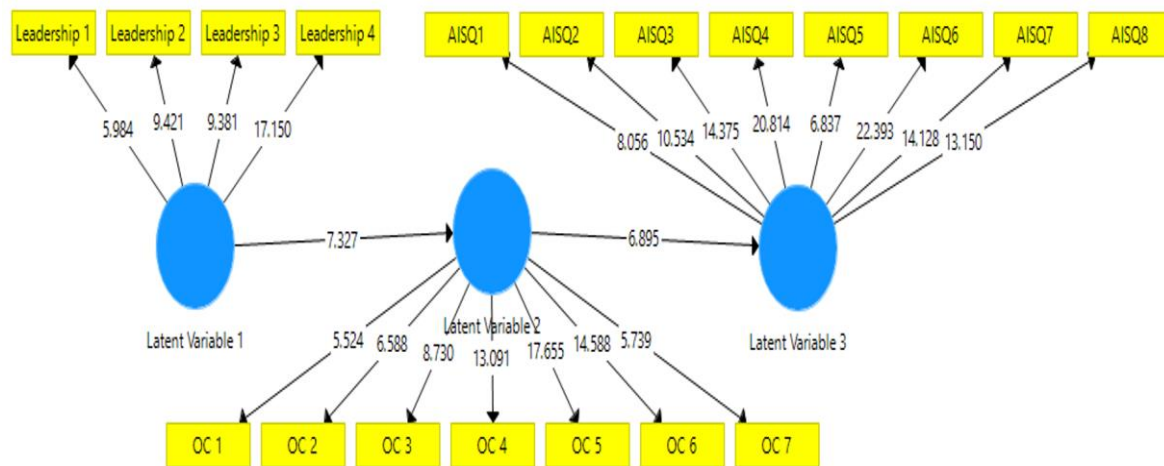 Leadership 1 Leadership 2 Leadership 3 Leadership 4
AISQ1 AISQ2 AISQ3 AISQ4 AISQ5 AISQ6 AISQ7 AISQ8
5.984 9.421 9.381 17.150
8.056 10.534 14.375 20.814 6.837 22.393 14.128 13.150
7.327 6.895
Latent Variable 1
Latent Variable 2
Latent Variable 3
5.524 6.588 8.730 13.091 17.655 14.588 5.739
OC 1 OC 2 OC 3 OC 4 OC 5 OC 6 OC 7